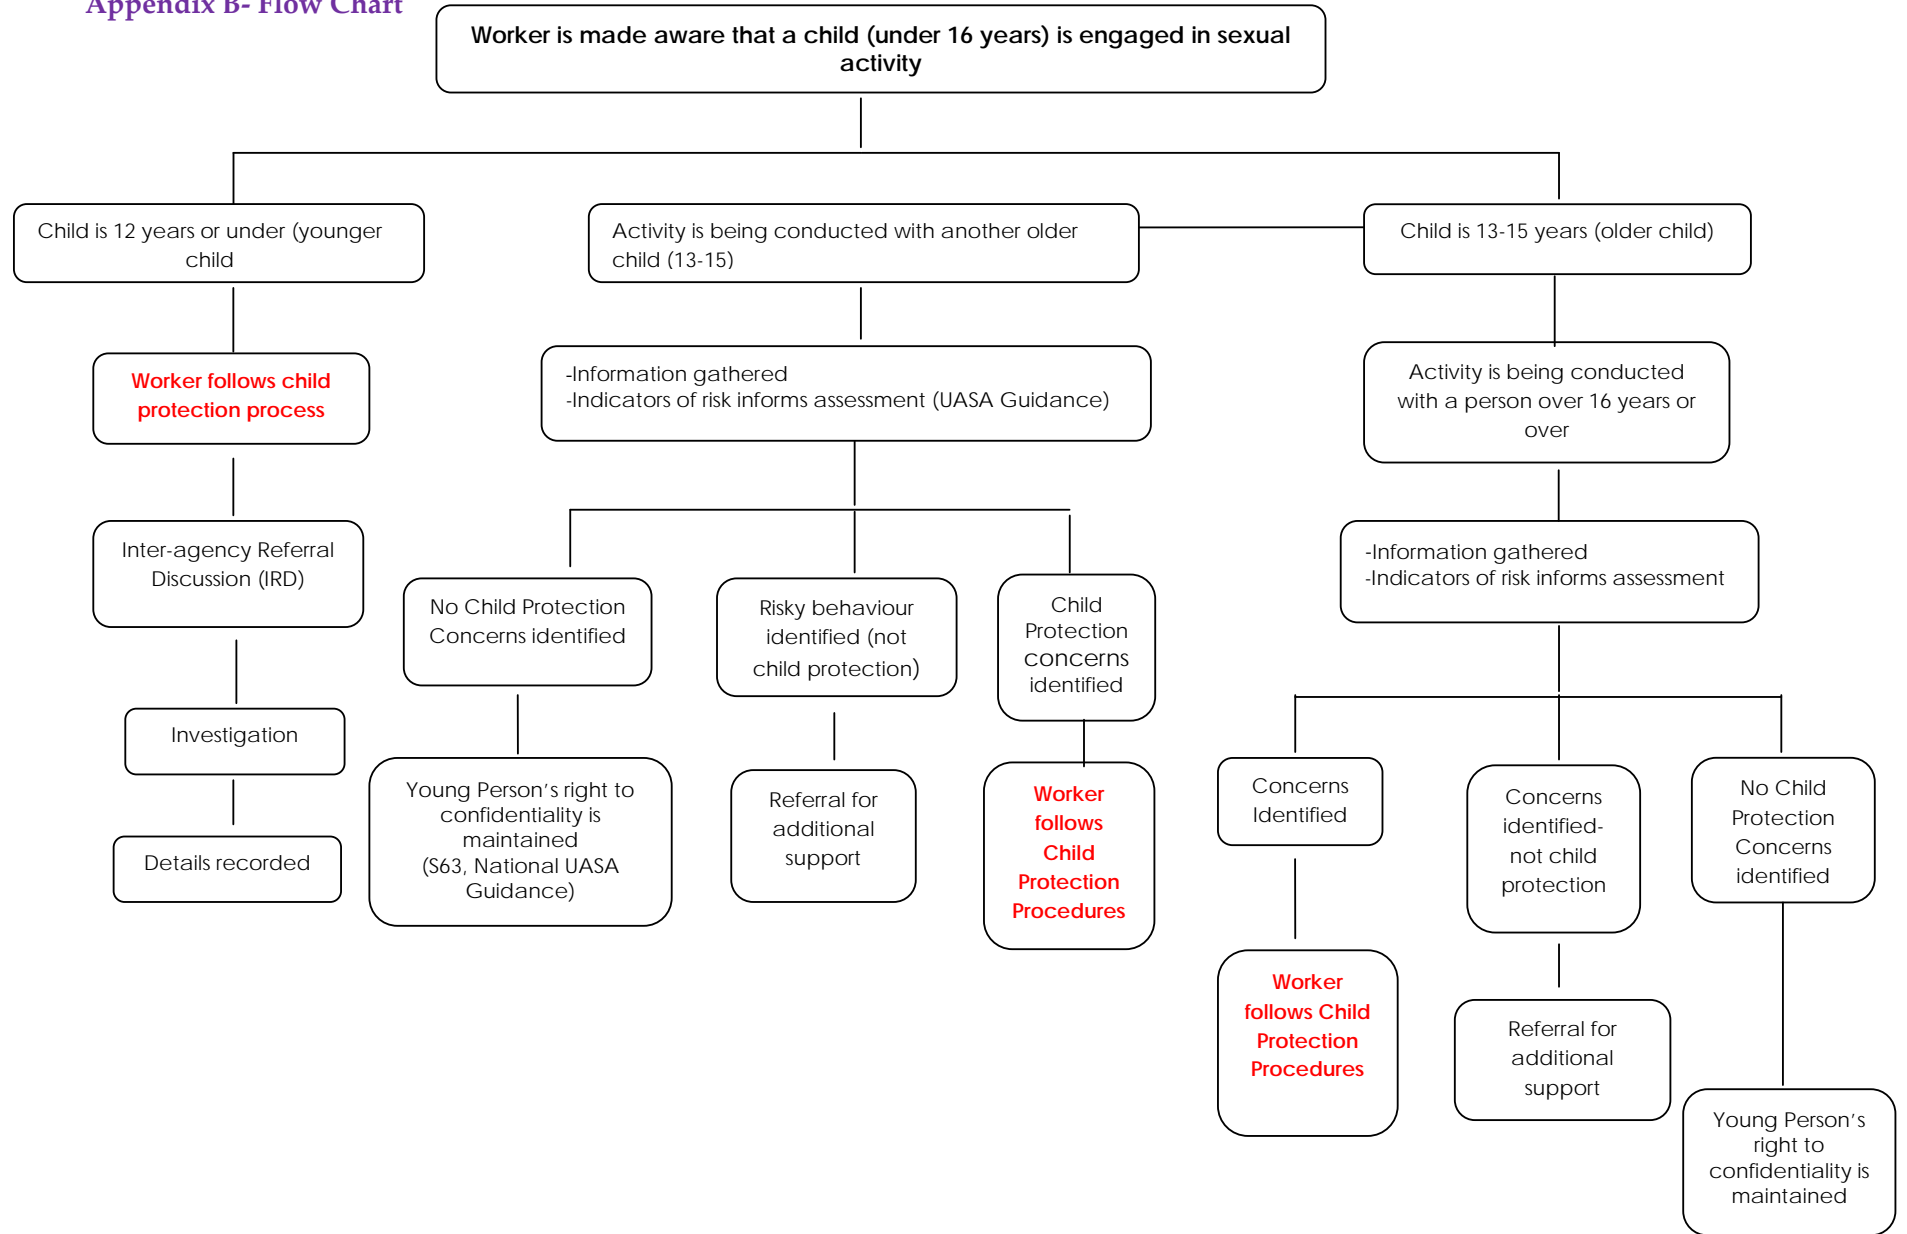 Appendix B- Flow Chart
Worker is made aware that a child (under 16 years) is engaged in sexual
activity
Child is 12 years or under (younger
child
Activity is being conducted with another older
child (13-15)
Child is 13-15 years (older child)
Worker follows child
protection process
-Information gathered
-Indicators of risk informs assessment (UASA Guidance)
Activity is being conducted
with a person over 16 years or
over
Inter-agency Referral
Discussion (IRD)
-Information gathered
-Indicators of risk informs assessment
No Child Protection
Concerns identified
Risky behaviour
identified (not
child protection)
Child
Protection
concerns
identified
Investigation
Young Person's right to
confidentiality is
maintained
(S63, National UASA
Guidance)
Referral for
additional
support
Worker
follows
Child
Protection
Procedures
Concerns
Identified
Concerns
identified-
not child
protection
No Child
Protection
Concerns
identified
Details recorded
Worker
follows Child
Protection
Procedures
Referral for
additional
support
Young Person's
right to
confidentiality is
maintained